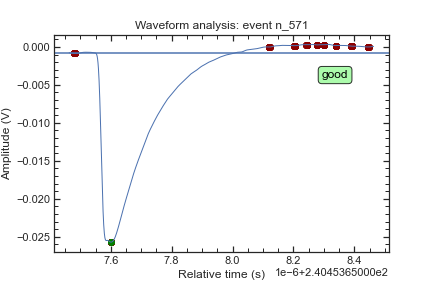 Waveform analysis: event n_571
0.000
−0.005
−0.010
−0.015
−0.020
−0.025
Amplitude (V)
good
7.6
7.8
8.0
8.2
8.4
1e−6+2.4045365000e2
Relative time (s)